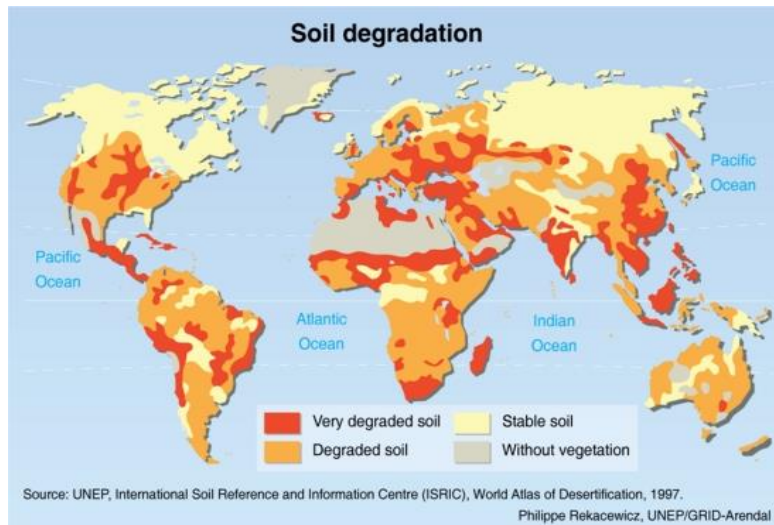 Soil degradation
Pacific
Ocean
Pacific
Ocean
Atlantic
Ocean
Indian
Ocean
Very degraded soil
Stable soil
Degraded soil
Without vegetation
Source: UNEP, International Soil Reference and Information Centre (ISRIC), World Atlas of Desertification, 1997.
Philippe Rekacewicz, UNEP/GRID-Arendal